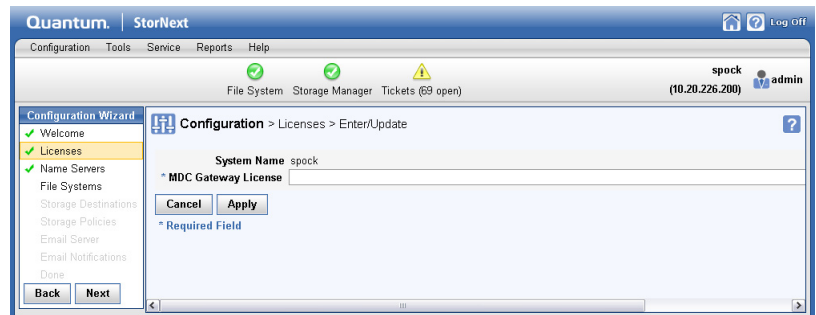 Quantum. StorNext
Log Off
Configuration Tools Service Reports Help
File System Storage Manager Tickets (69 open)
spock
(10.20.226.200)
admin
Configuration Wizard
Welcome
Licenses
Name Servers
File Systems
Storage Destinations
Storage Policies
Email Server
Email Notifications
Done
Back Next
Configuration > Licenses > Enter/Update
?
System Name spock
* MDC Gateway License
Cancel Apply
* Required Field